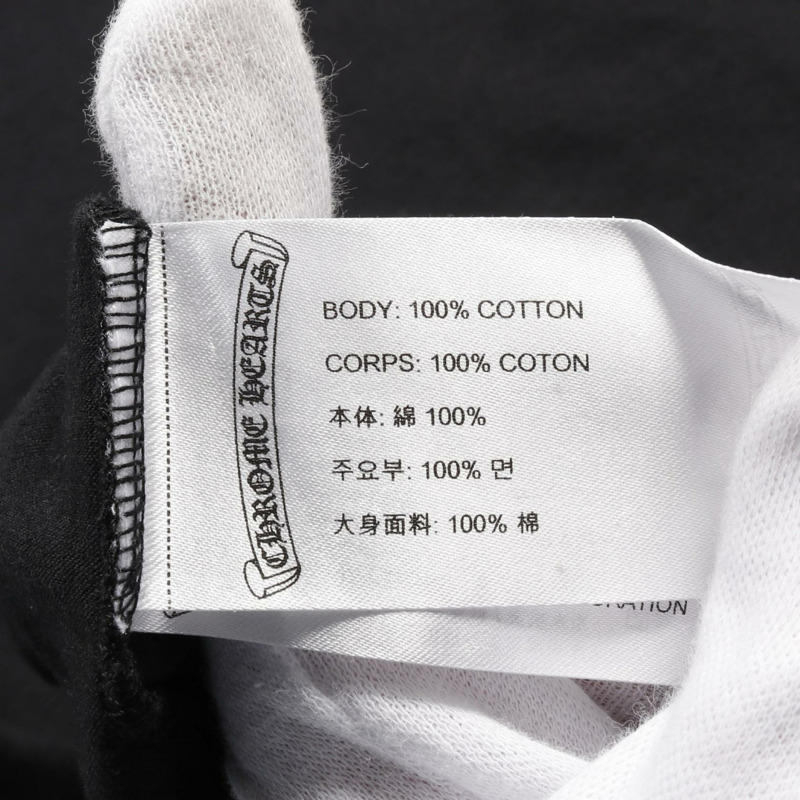 CHROME HEARTS
BODY: 100% COTTON
CORPS: 100% COTON
本体: 綿 100%
주요부: 100% 면
大身面料: 100% 棉